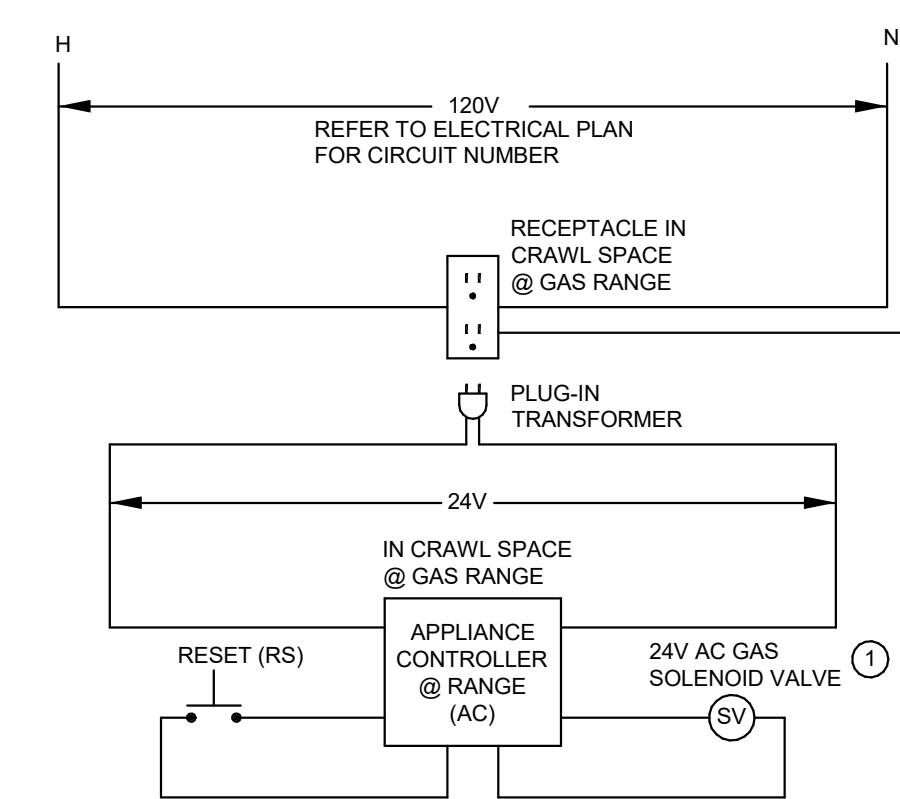 H
N
120V
REFER TO ELECTRICAL PLAN
FOR CIRCUIT NUMBER
RECEPTACLE IN
CRAWL SPACE
@ GAS RANGE
PLUG-IN
TRANSFORMER
24V
IN CRAWL SPACE
@ GAS RANGE
APPLIANCE
CONTROLLER
@ RANGE
(AC)
RESET (RS)
24V AC GAS
SOLENOID VALVE
1
SV